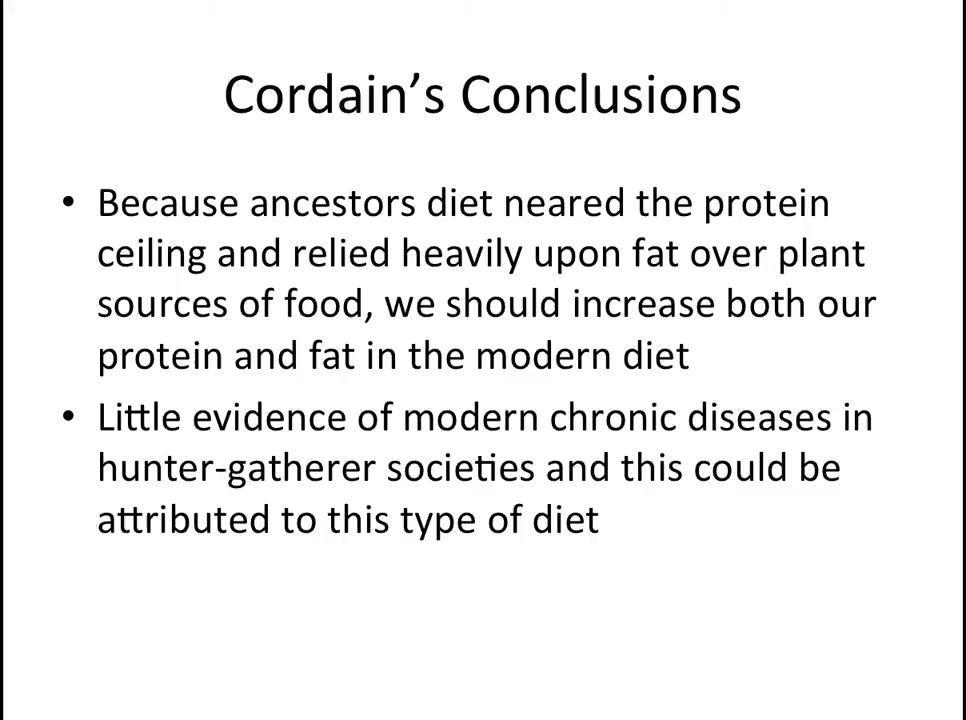 Cordain’s Conclusions
• Because ancestors diet neared the protein
ceiling and relied heavily upon fat over plant
sources of food, we should increase both our
protein and fat in the modern diet
• Little evidence of modern chronic diseases in
hunter-gatherer societies and this could be
attributed to this type of diet